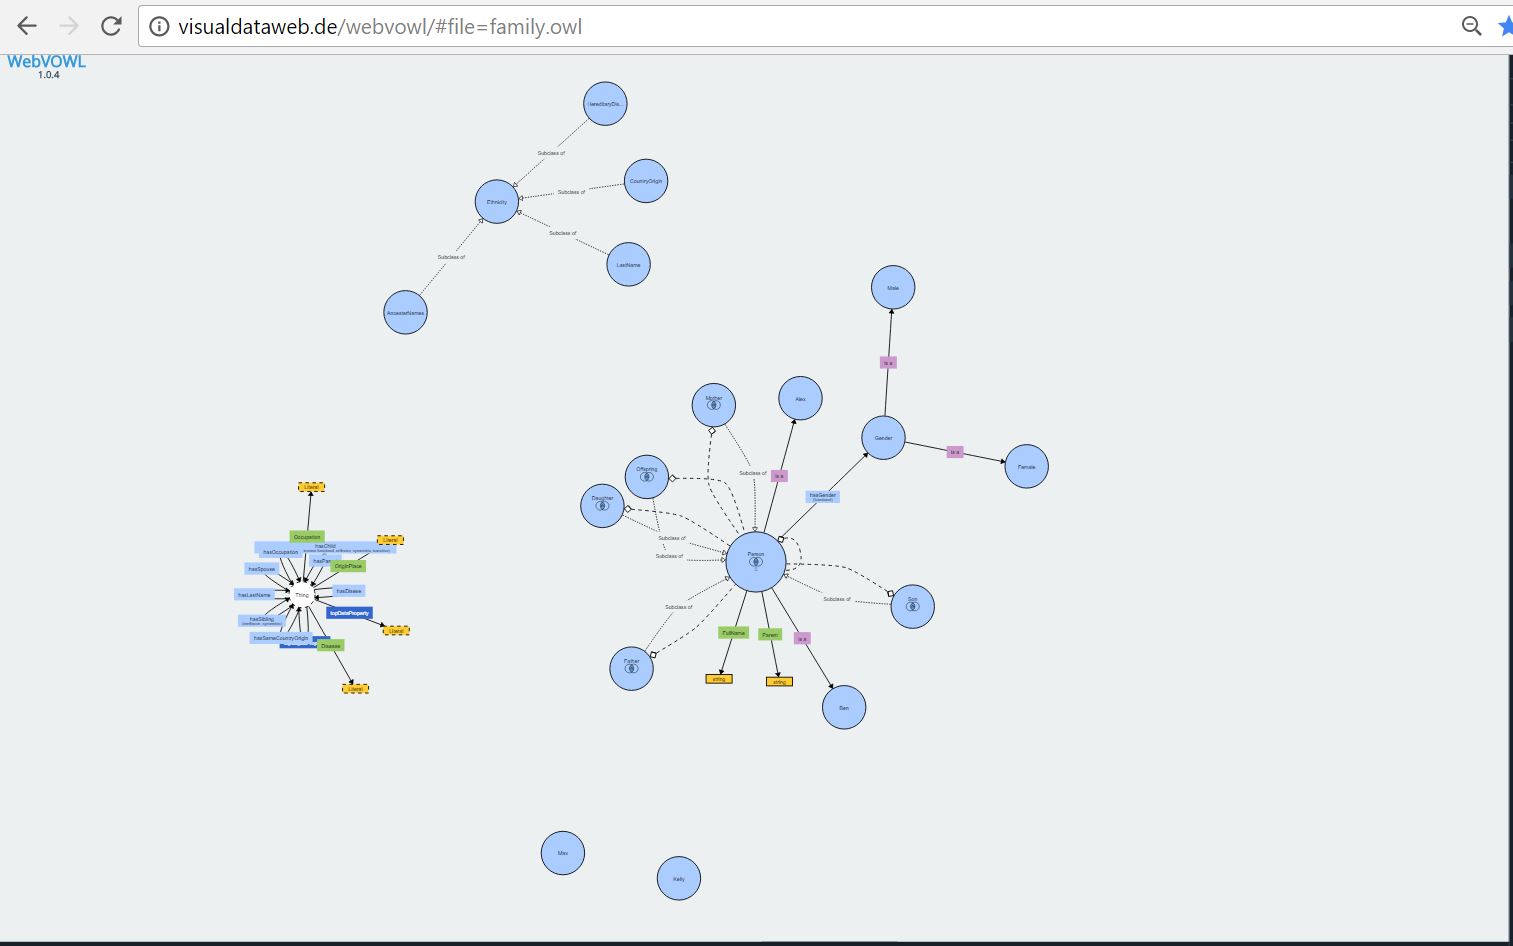 visualdataweb.de/webvowl/#file=family.owl
WebVOWL
1.0.4
HereditaryDis...
Subclass of
CountryOrigin
Subclass of
Ethnicity
Subclass of
LastName
Subclass of
AncesterNames
Male
is a
Mother
Alex
Gender
is a
Female
Offspring
Subclass of
is a
Daughter
hasGender
(functional)
Subclass of
Subclass of
Person
Subclass of
Son
Subclass of
FullName
Parent
is a
Father
string
string
Ben
Literal
Occupation
Literal
hasChild
hasOccupation
OriginPlace
hasSpouse
Thing
hasLastName
hasDisese
topDataProperty
hasSibling
Literal
hasSameCountryOrigin
Disease
Literal
Max
Kelly